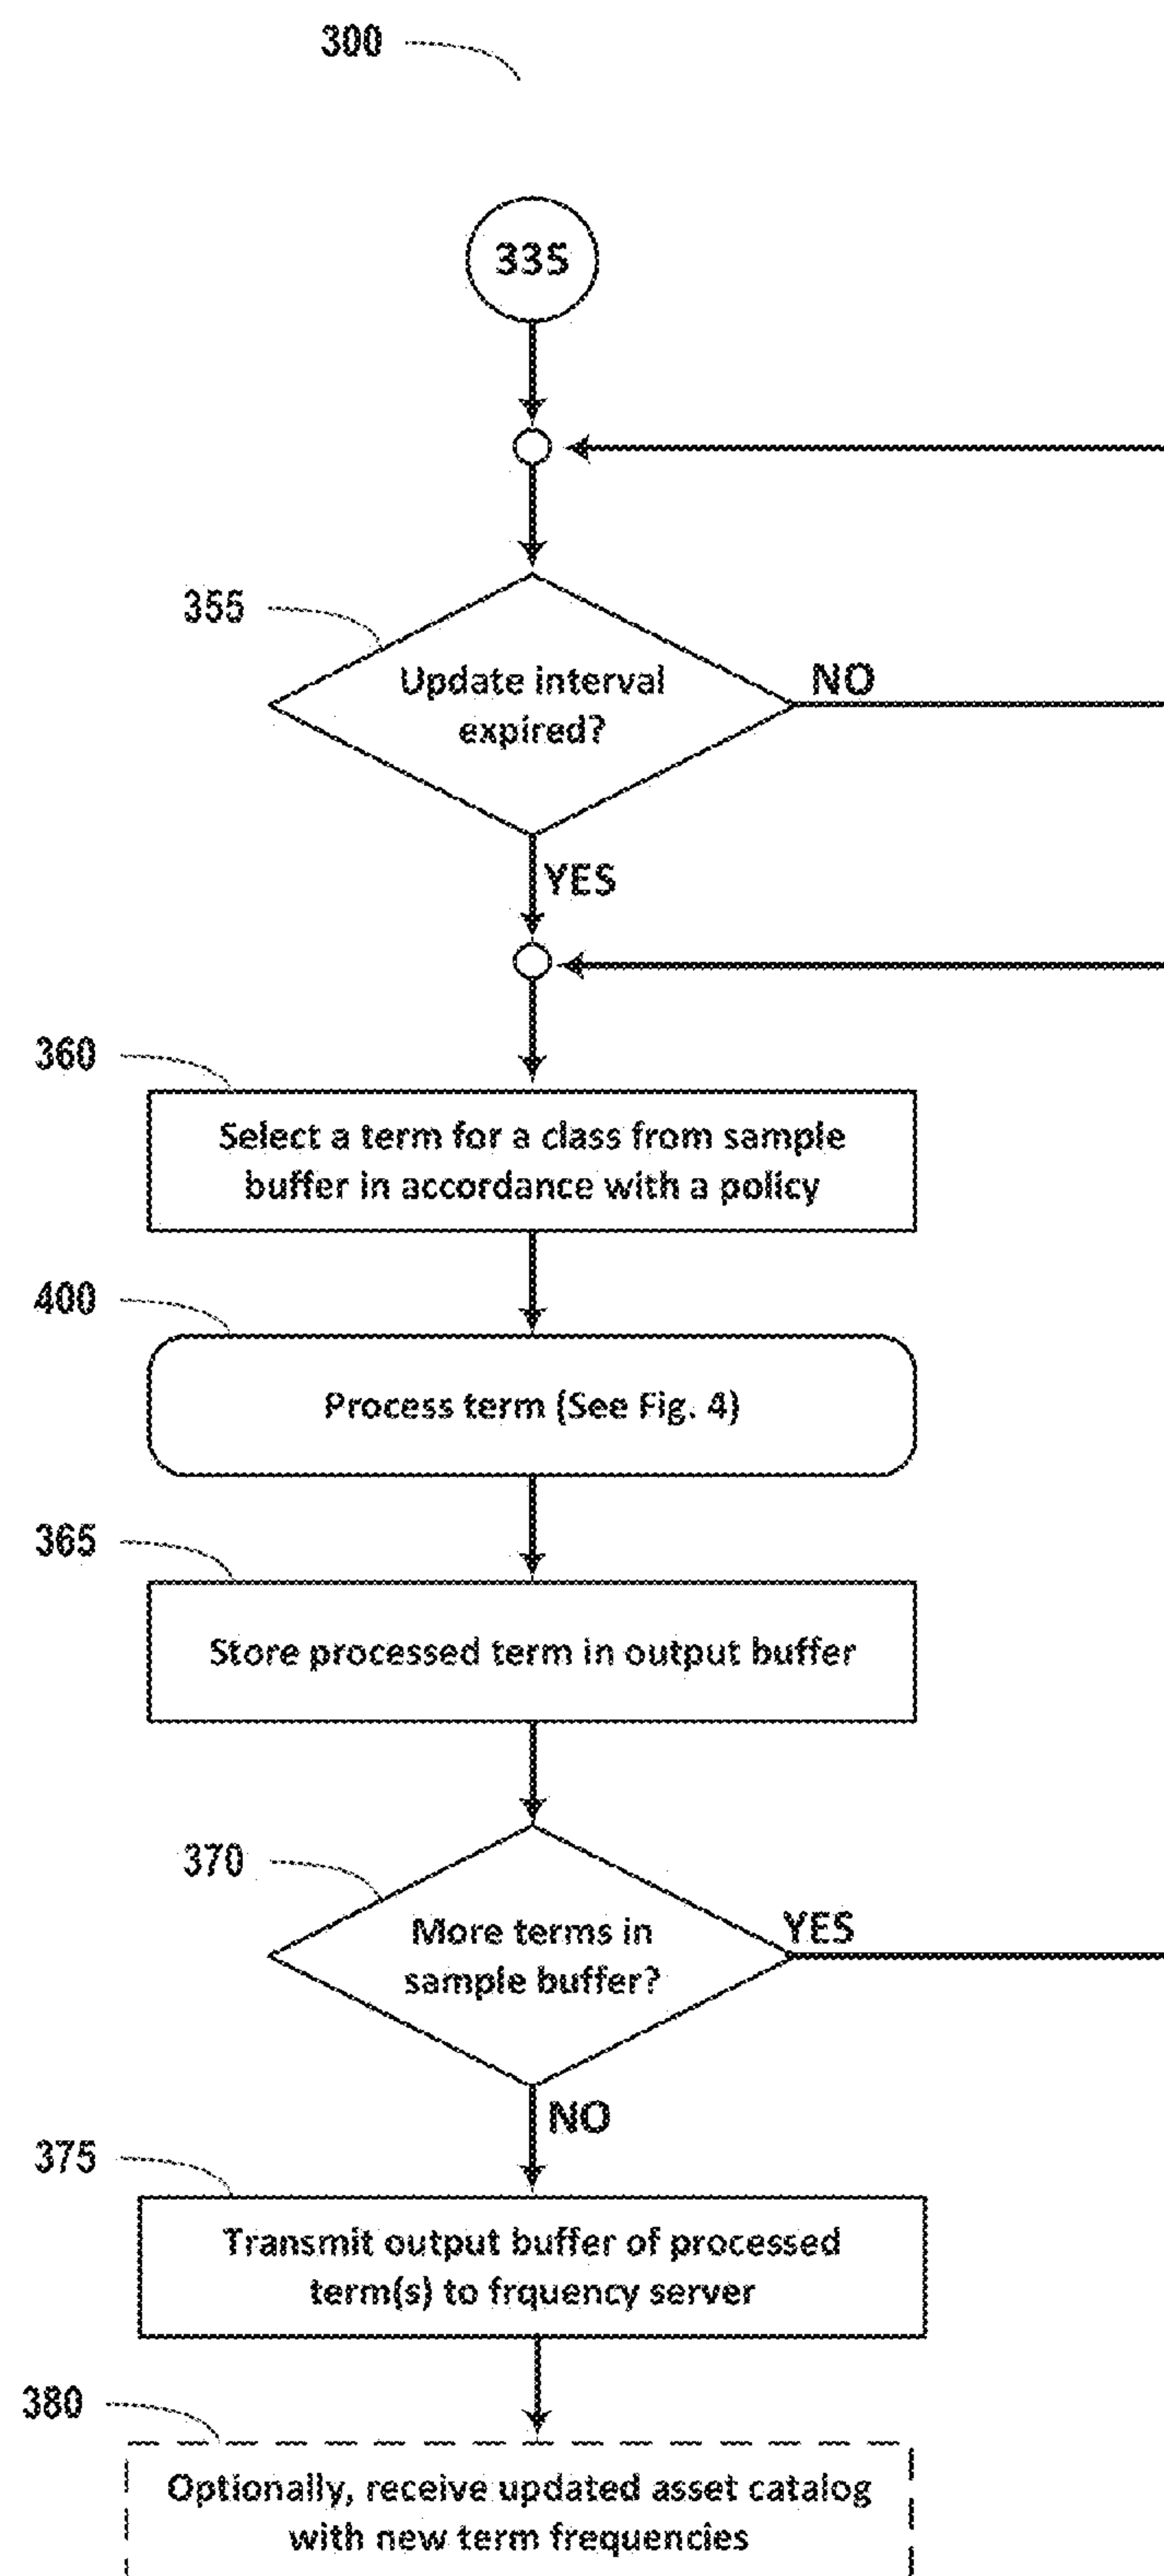 300
335
355
Update interval
expired?
NO
YES
360
Select a term for a class from sample
buffer in accordance with a policy
400
Process term (See Fig. 4)
365
Store processed term in output buffer
370
More terms in
sample buffer?
YES
NO
375
Transmit output buffer of processed
term(s) to frquency server
380
Optionally, receive updated asset catalog
with new term frequencies